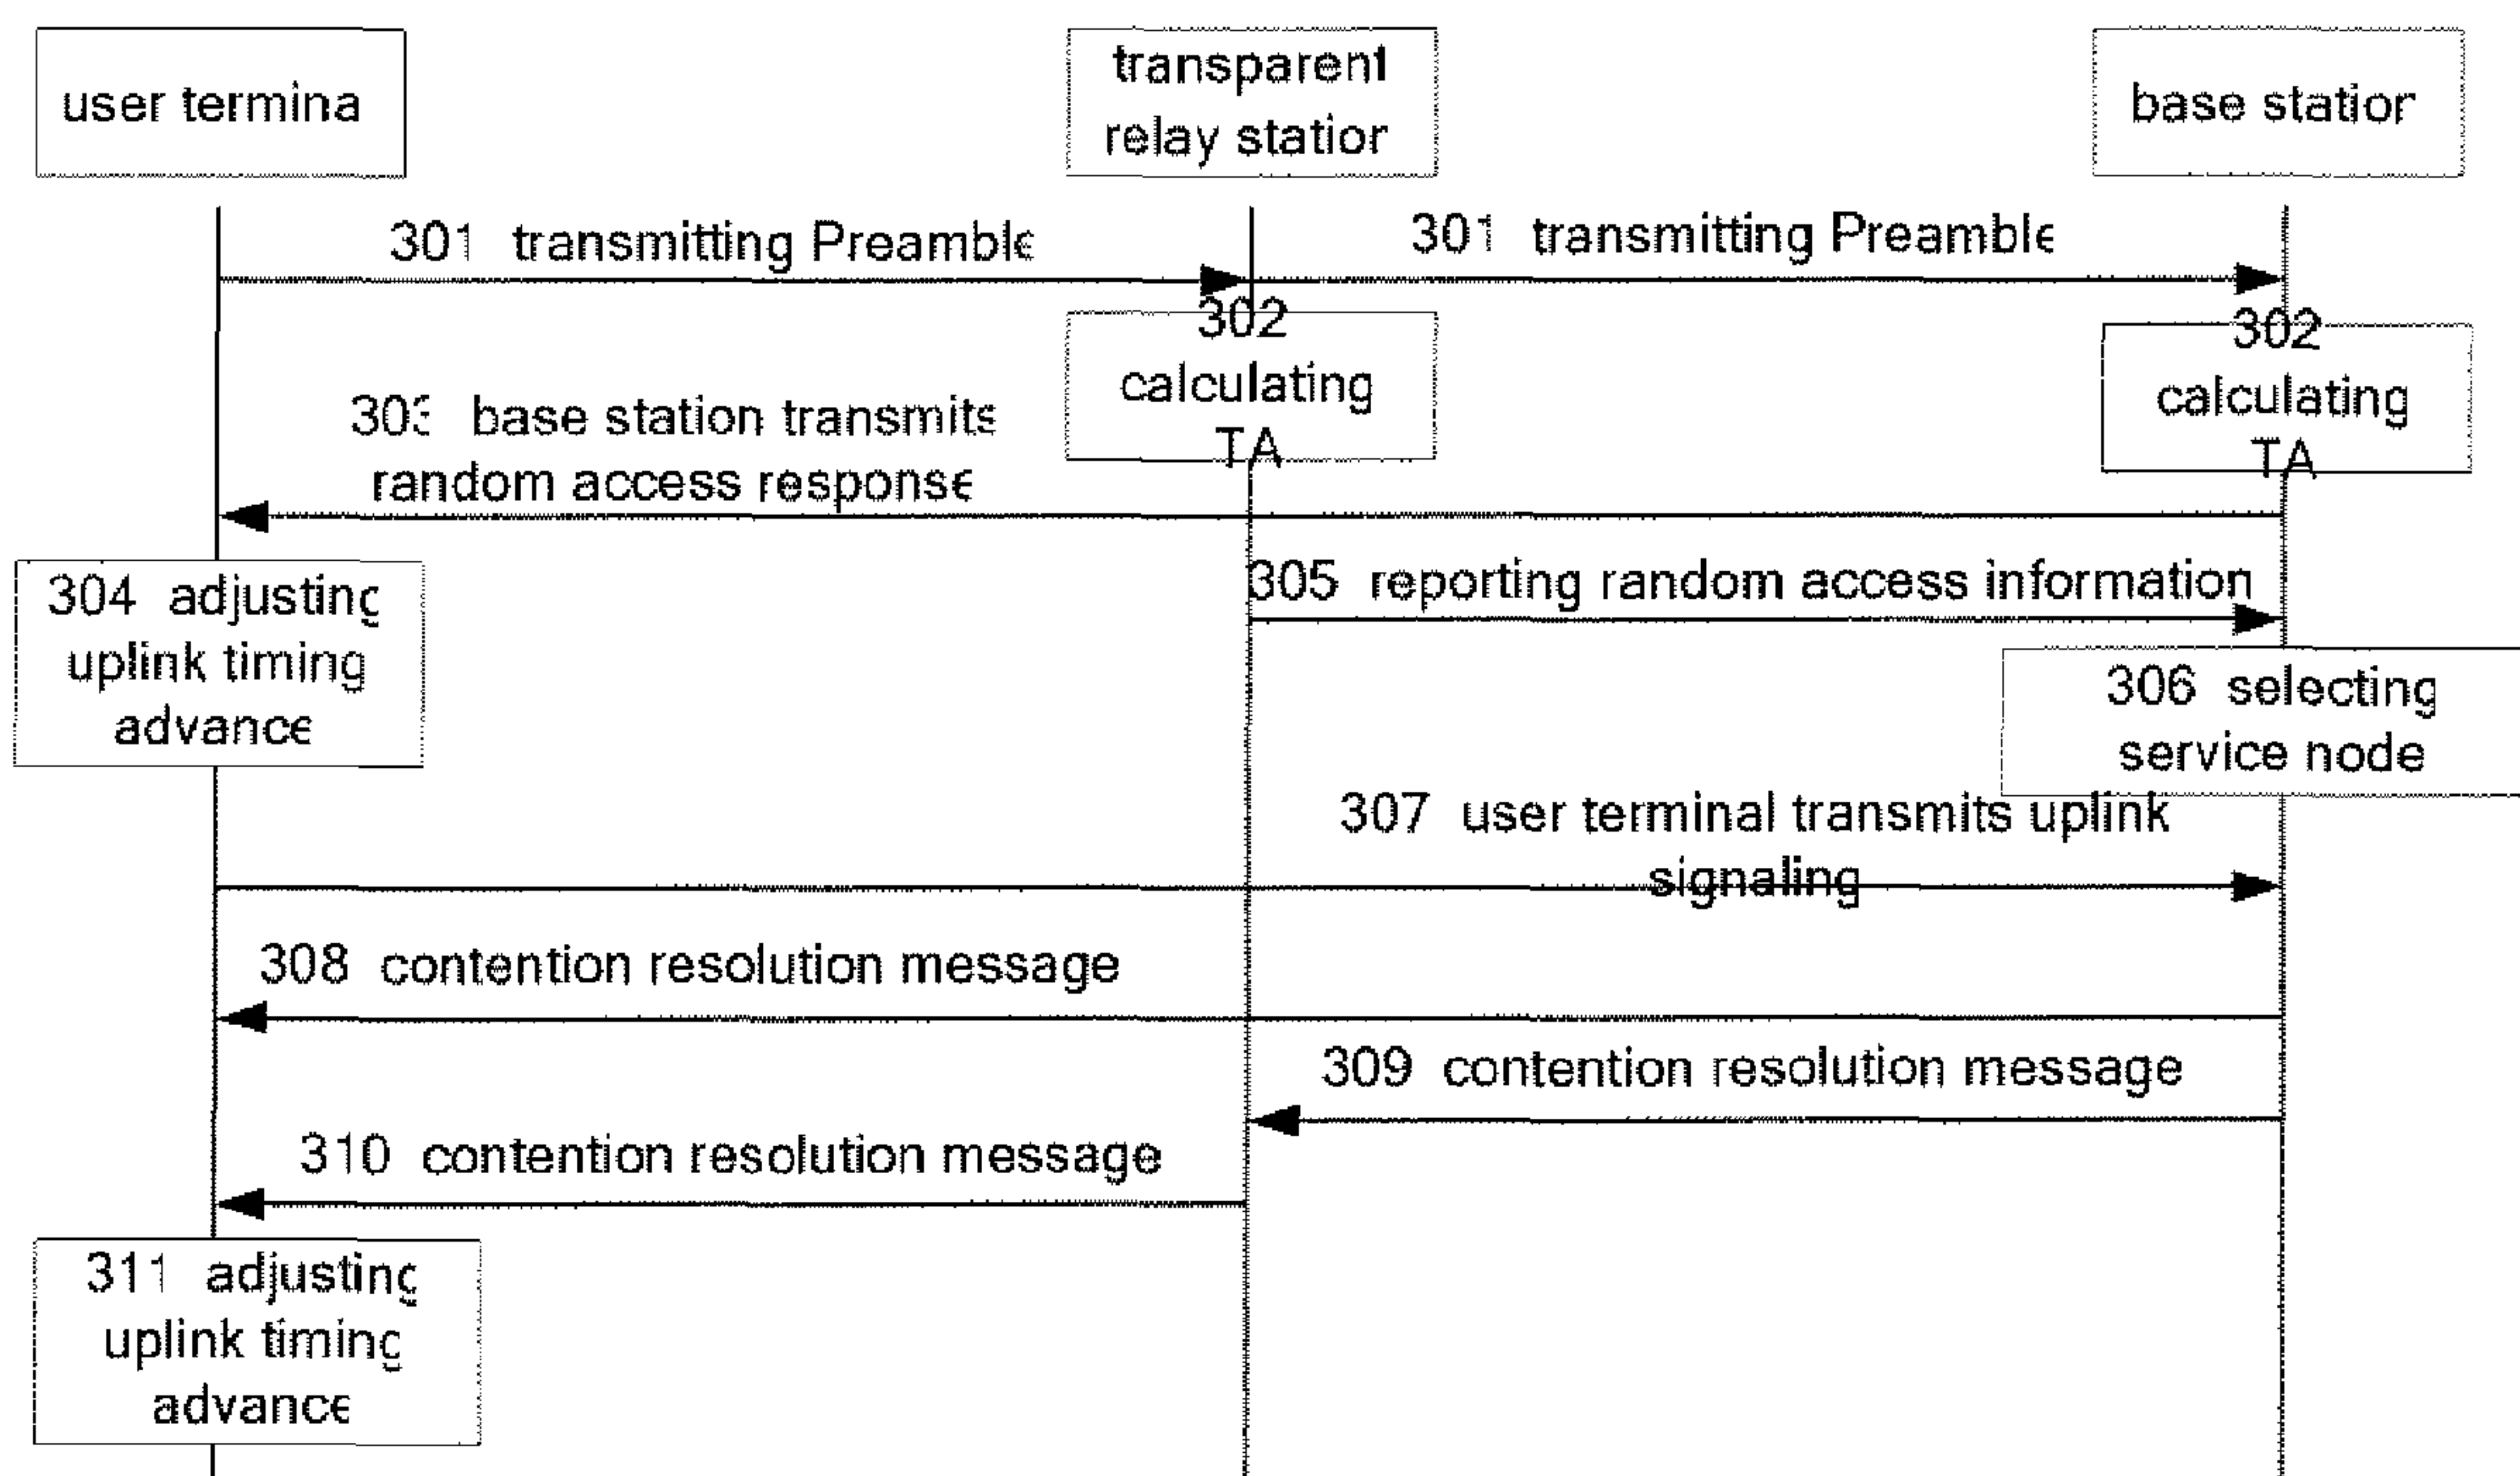 user termina
transparent
relay station
base station
301 transmitting Preamble
301 transmitting Preamble
302
calculating
TA
302
calculating
TA
303 base station transmits
random access response
304 adjusting
uplink timing
advance
305 reporting random access information
306 selecting
service node
307 user terminal transmits uplink
signaling
308 contention resolution message
309 contention resolution message
310 contention resolution message
311 adjusting
uplink timing
advance